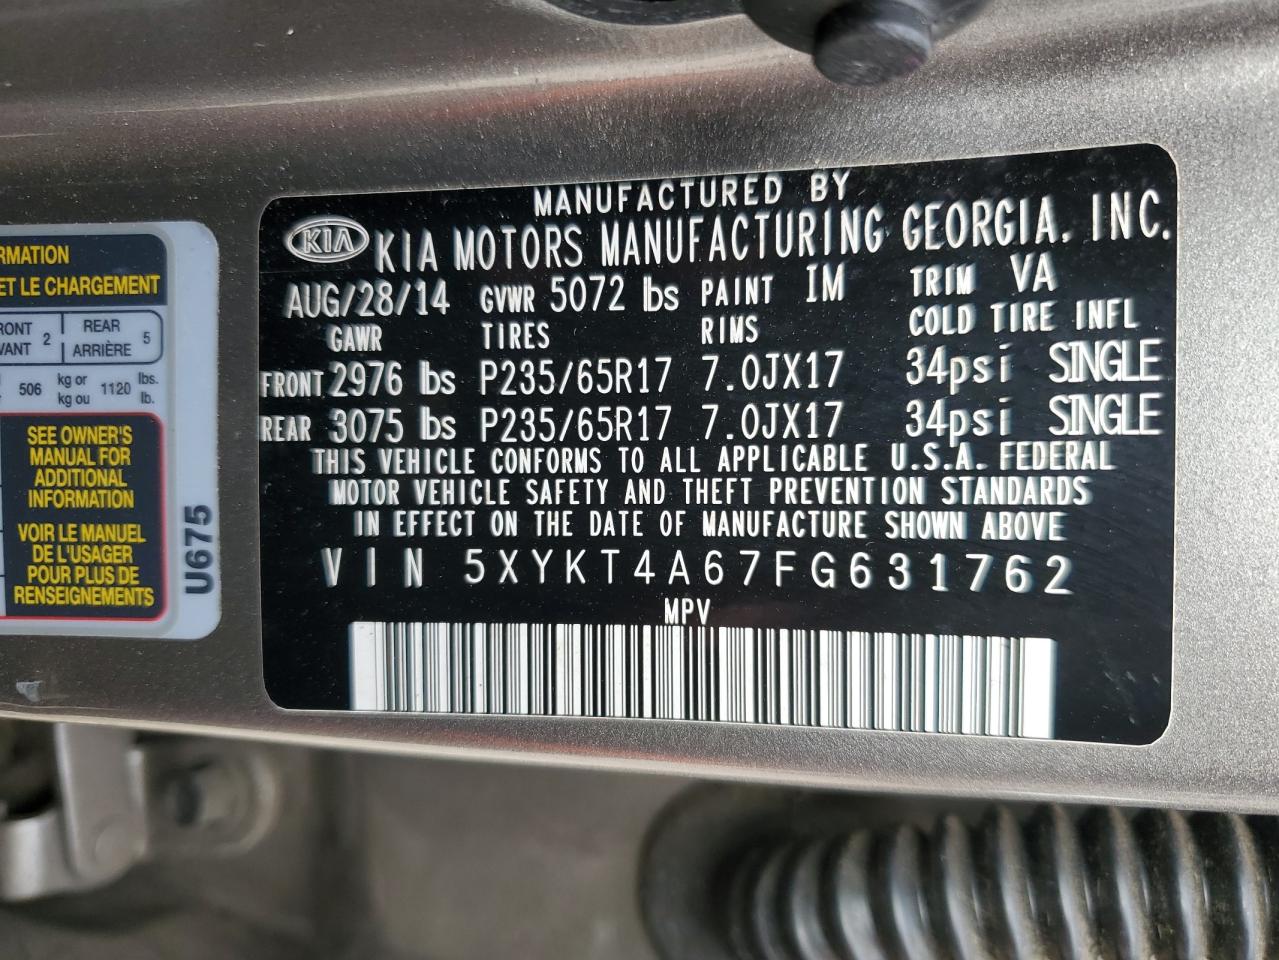 RMATION
ET LE CHARGEMENT
RONT 2 REAR 5
VANT ARRIÈRE
506 kg or 1120 lbs.
kg ou lb.
SEE OWNER'S
MANUAL FOR
ADDITIONAL
INFORMATION
VOIR LE MANUEL
DE L'USAGER
POUR PLUS DE
RENSEIGNEMENTS
U675
MANUFACTURED BY
KIA KIA MOTORS MANUFACTURING GEORGIA, INC.
AUG/28/14 GVWR 5072 lbs PAINT IM TRIM VA
GAWR TIRES RIMS COLD TIRE INFL
FRONT 2976 lbs P235/65R17 7.0JX17 34psi SINGLE
REAR 3075 lbs P235/65R17 7.0JX17 34psi SINGLE
THIS VEHICLE CONFORMS TO ALL APPLICABLE U.S.A. FEDERAL
MOTOR VEHICLE SAFETY AND THEFT PREVENTION STANDARDS
IN EFFECT ON THE DATE OF MANUFACTURE SHOWN ABOVE
VIN 5XYKT4A67FG631762
MPV